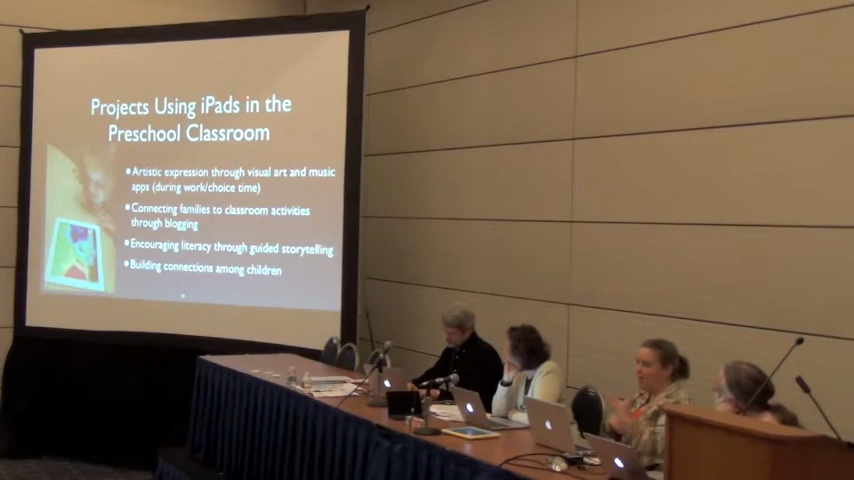 Projects Using iPads in the
Preschool Classroom
Artistic expression through visual art and music
apps (during work/choice time)
Connecting families to classroom activities
through blogging
Encouraging literacy through guided storytelling
Building connections among children